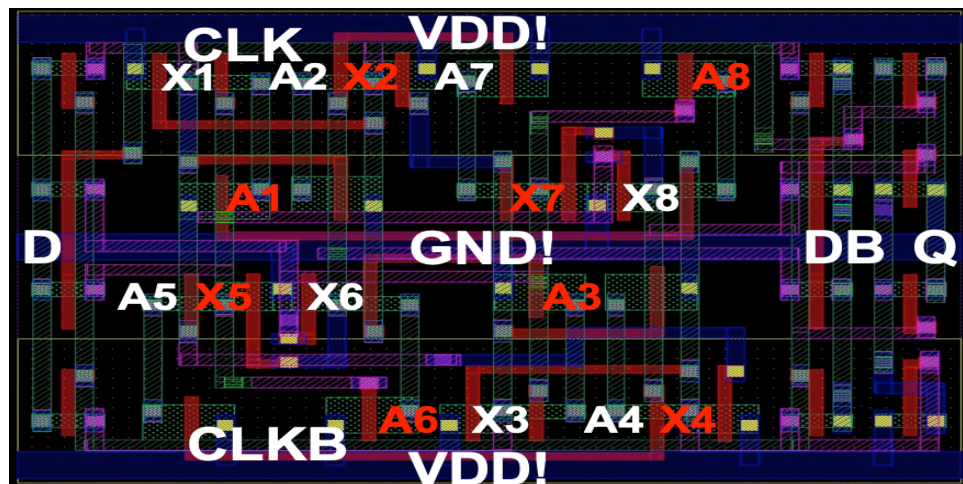 CLK VDD!
X1 A2 X2 A7 A8
A1 X7 X8
D GND! DB Q
A5 X5 X6 A3
A6 X3 A4 X4
CLKB VDD!